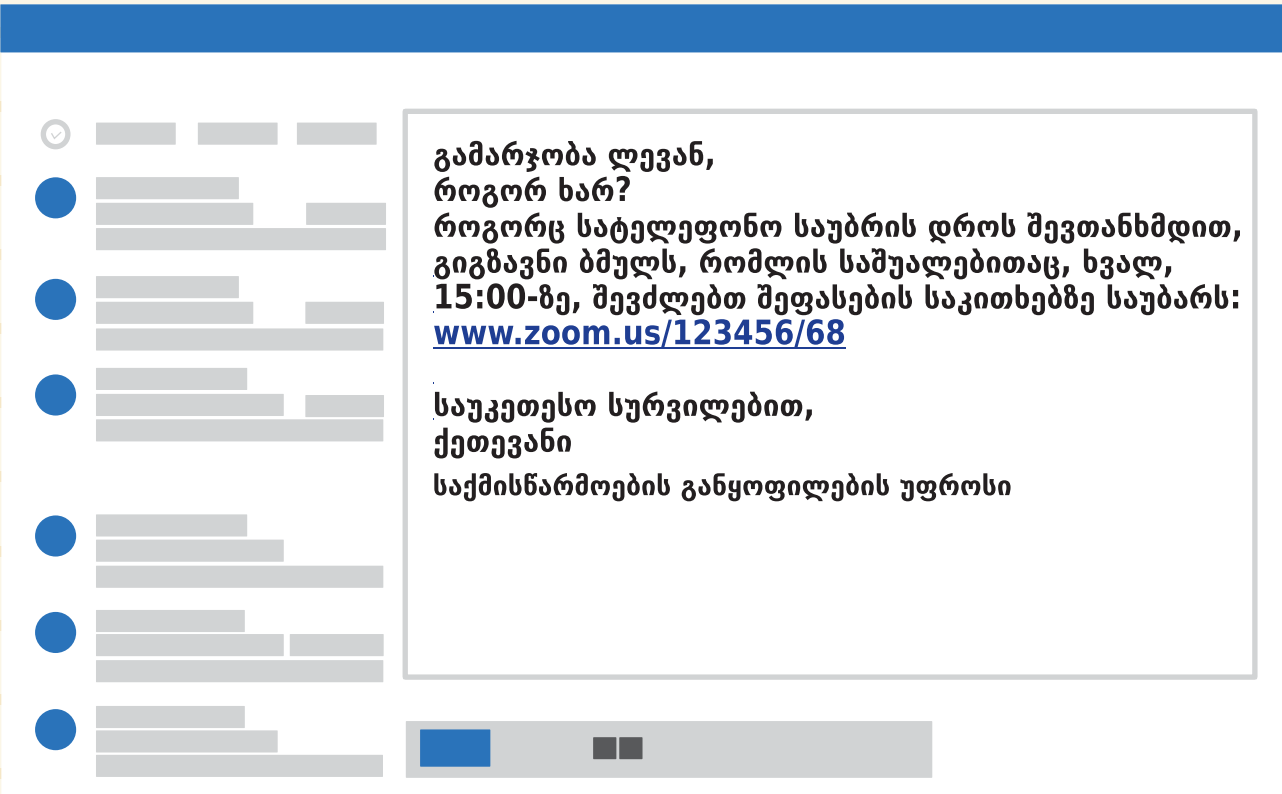 გამარჯობა ლევან,
როგორ ხარ?
როგორც სატელეფონო საუბრის დროს შევთანხმდით,
გიგზავნი ბმულს, რომლის საშუალებითაც, ხვალ,
15:00-ზე, შევძლებთ შეფასების საკითხებზე საუბარს:
www.zoom.us/123456/68
საუკეთესო სურვილებით,
ქეთევანი
საქმისწარმოების განყოფილების უფროსი